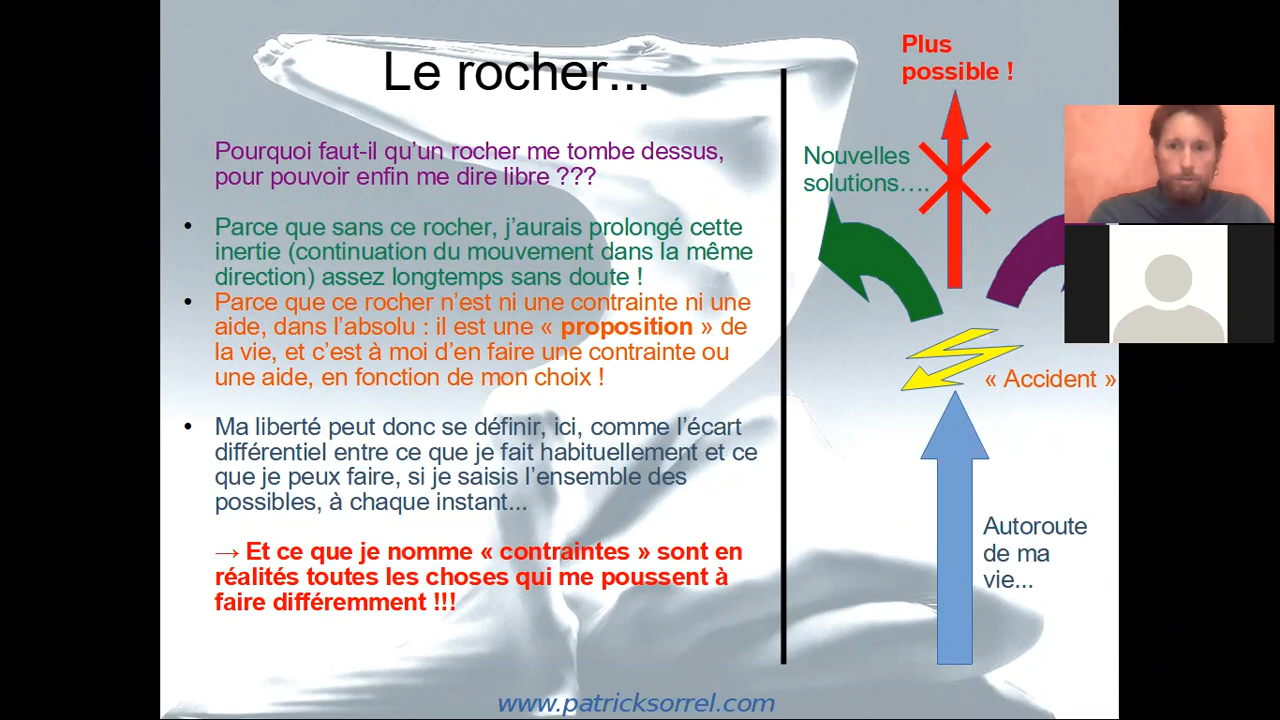 Le rocher...
Pourquoi faut-il qu'un rocher me tombe dessus,
pour pouvoir enfin me dire libre ???
• Parce que sans ce rocher, j'aurais prolongé cette
inertie (continuation du mouvement dans la même
direction) assez longtemps sans doute !
• Parce que ce rocher n'est ni une contrainte ni une
aide, dans l'absolu : il est une « proposition » de
la vie, et c'est à moi d'en faire une contrainte ou
une aide, en fonction de mon choix !
• Ma liberté peut donc se définir, ici, comme l'écart
différentiel entre ce que je fait habituellement et ce
que je peux faire, si je saisis l'ensemble des
possibles, à chaque instant...
→ Et ce que je nomme « contraintes » sont en
réalités toutes les choses qui me poussent à
faire différemment !!!
Plus
possible !
Nouvelles
solutions….
« Accident »
Autoroute
de ma
vie...
www.patricksorrel.com